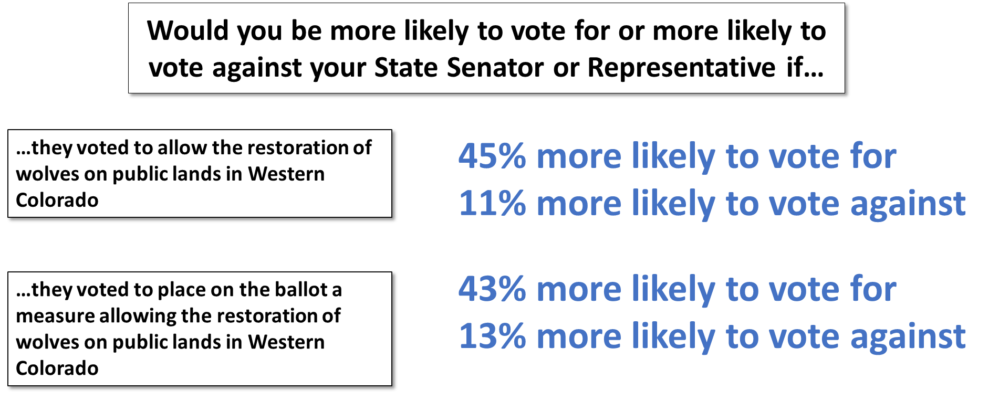 Would you be more likely to vote for or more likely to
vote against your State Senator or Representative if…
…they voted to allow the restoration of
wolves on public lands in Western
Colorado
45% more likely to vote for
11% more likely to vote against
…they voted to place on the ballot a
measure allowing the restoration of
wolves on public lands in Western
Colorado
43% more likely to vote for
13% more likely to vote against